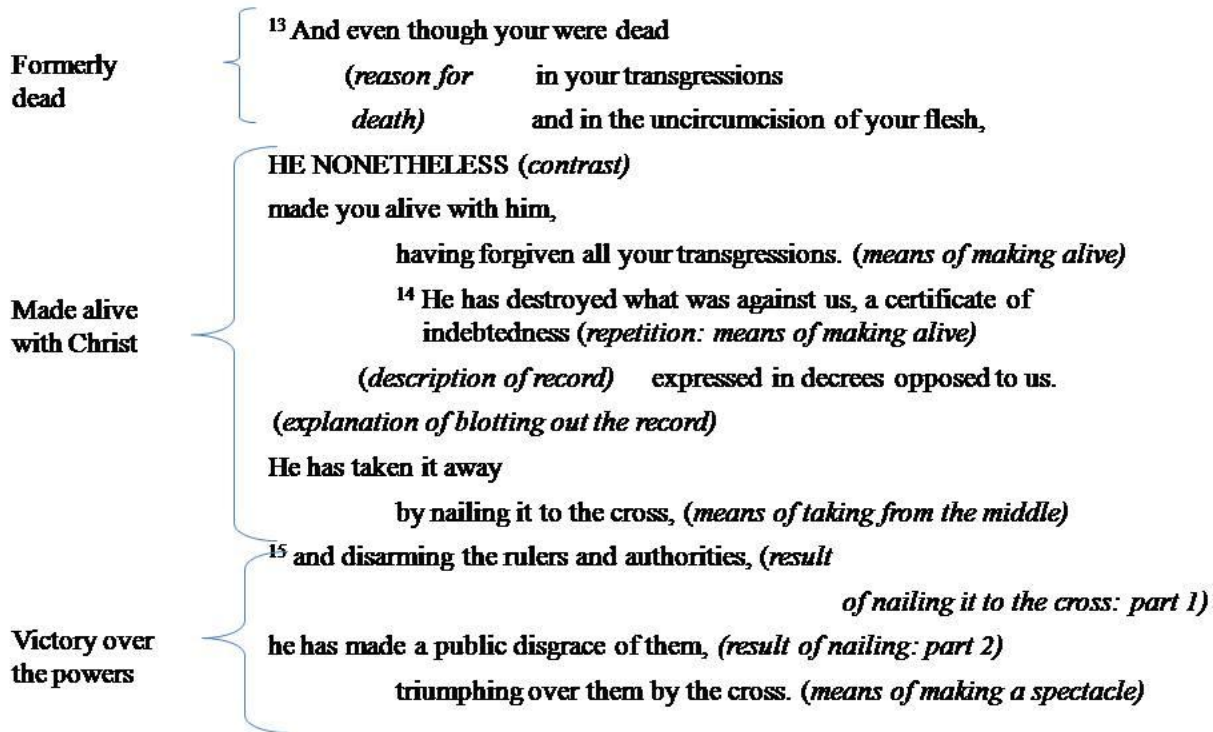 Formerly
dead
13 And even though your were dead
(reason for in your transgressions
death) and in the uncircumcision of your flesh,
Made alive
with Christ
HE NONETHELESS (contrast)
made you alive with him,
having forgiven all your transgressions. (means of making alive)
14 He has destroyed what was against us, a certificate of
indebtedness (repetition: means of making alive)
(description of record) expressed in decrees opposed to us.
(explanation of blotting out the record)
He has taken it away
by nailing it to the cross, (means of taking from the middle)
Victory over
the powers
15 and disarming the rulers and authorities, (result
of nailing it to the cross: part 1)
he has made a public disgrace of them, (result of nailing: part 2)
triumphing over them by the cross. (means of making a spectacle)